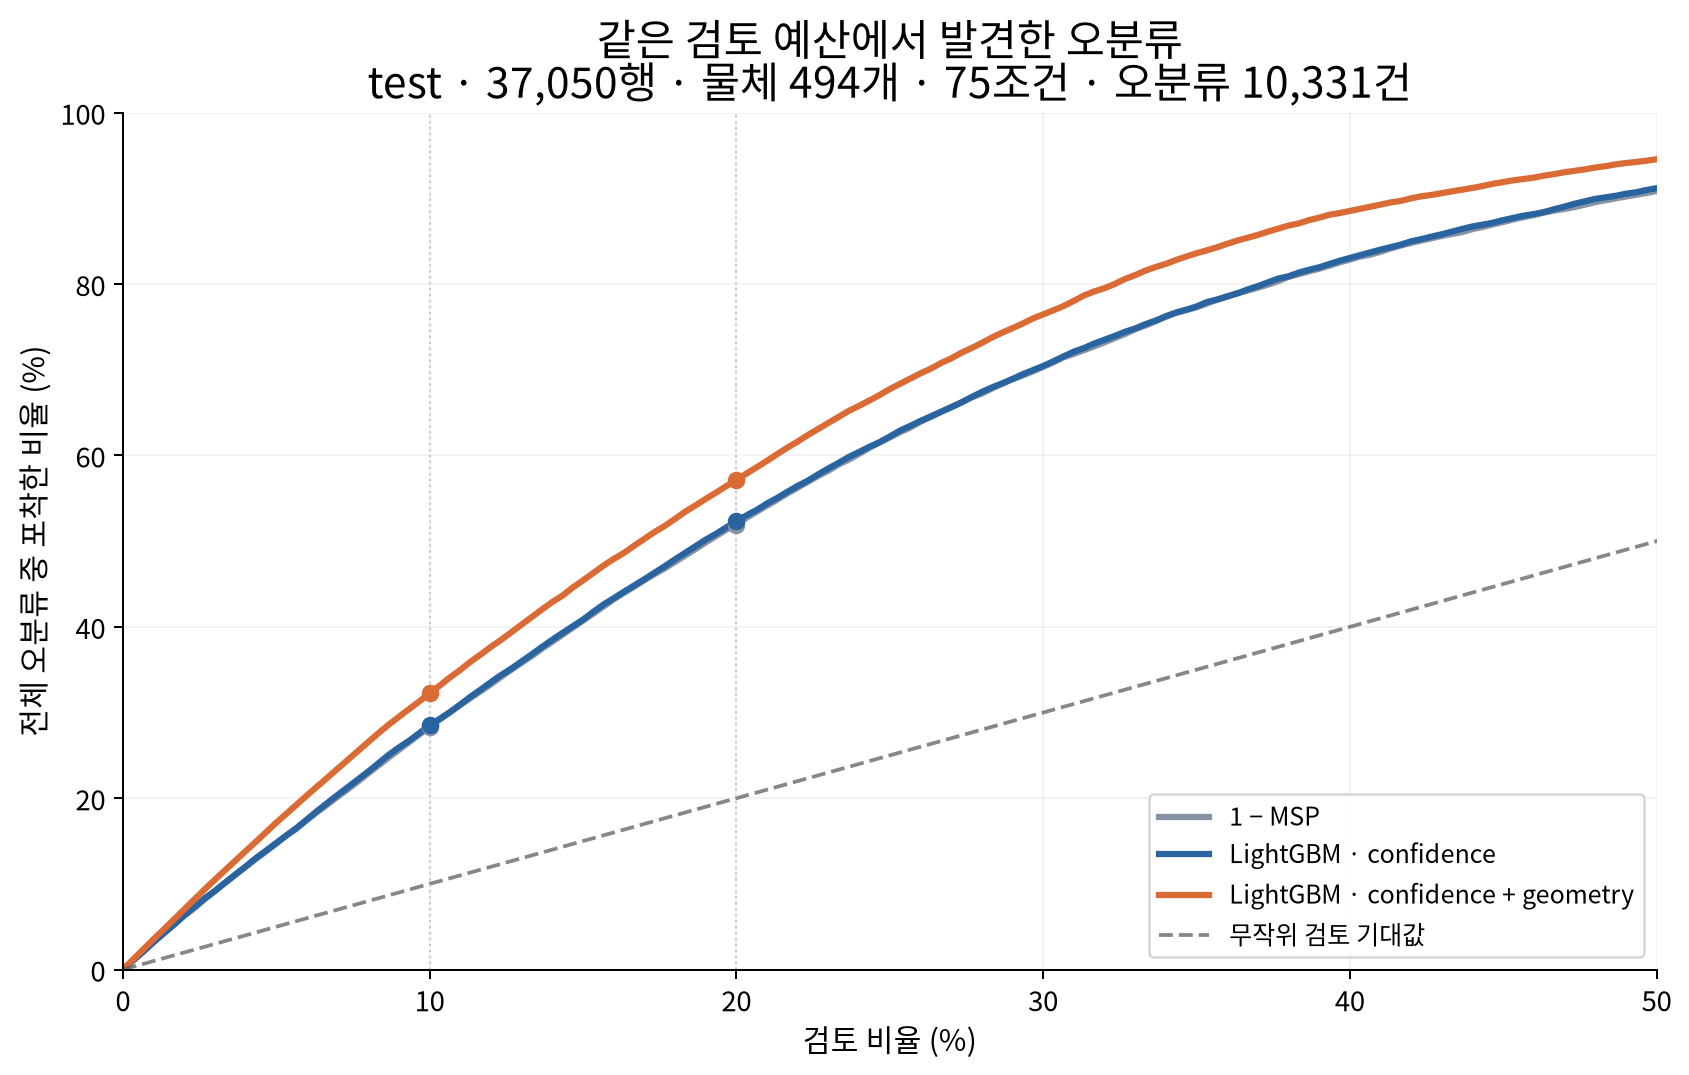 같은 검토 예산에서 발견한 오분류
test · 37,050행 · 물체 494개 · 75조건 · 오분류 10,331건
전체 오분류 중 포착한 비율 (%)
100
80
60
40
20
0
0 10 20 30 40 50
검토 비율 (%)
1 − MSP
LightGBM · confidence
LightGBM · confidence + geometry
무작위 검토 기대값